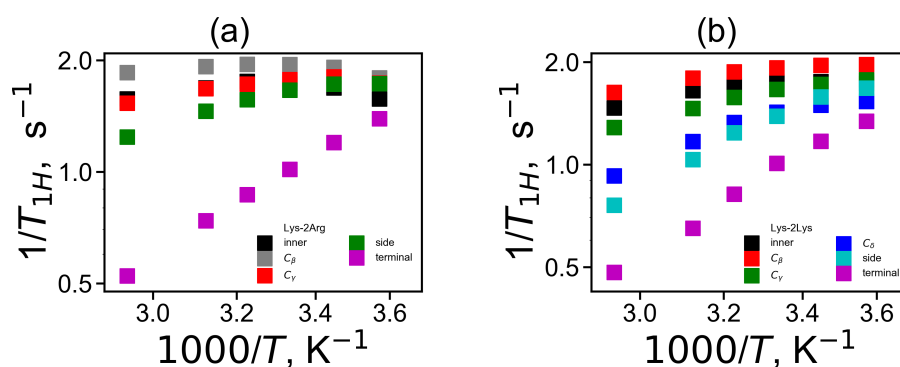 (a)
2.0
1.0
0.5
1/T₁H, s⁻¹
Lys-2Arg
inner
Cβ
Cγ
side
terminal
3.0 3.2 3.4 3.6
1000/T, K⁻¹
(b)
2.0
1.0
0.5
1/T₁H, s⁻¹
Lys-2Lys
inner
Cβ
Cγ
Cδ
side
terminal
3.0 3.2 3.4 3.6
1000/T, K⁻¹